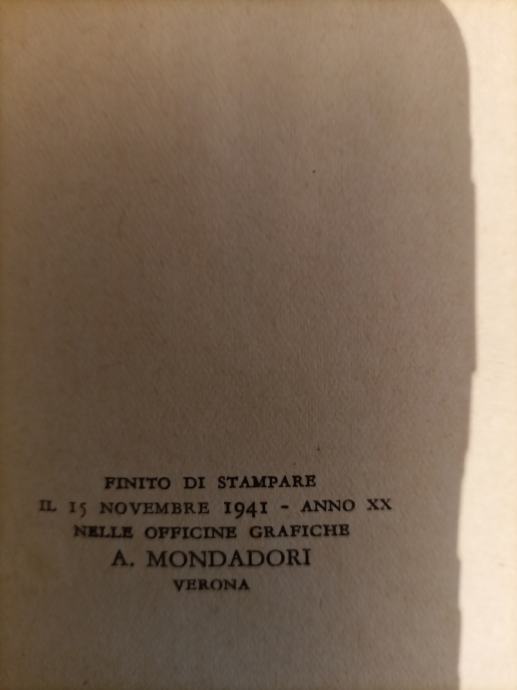 FINITO DI STAMPARE
IL 15 NOVEMBRE 1941 - ANNO XX
NELLE OFFICINE GRAFICHE
A. MONDADORI
VERONA